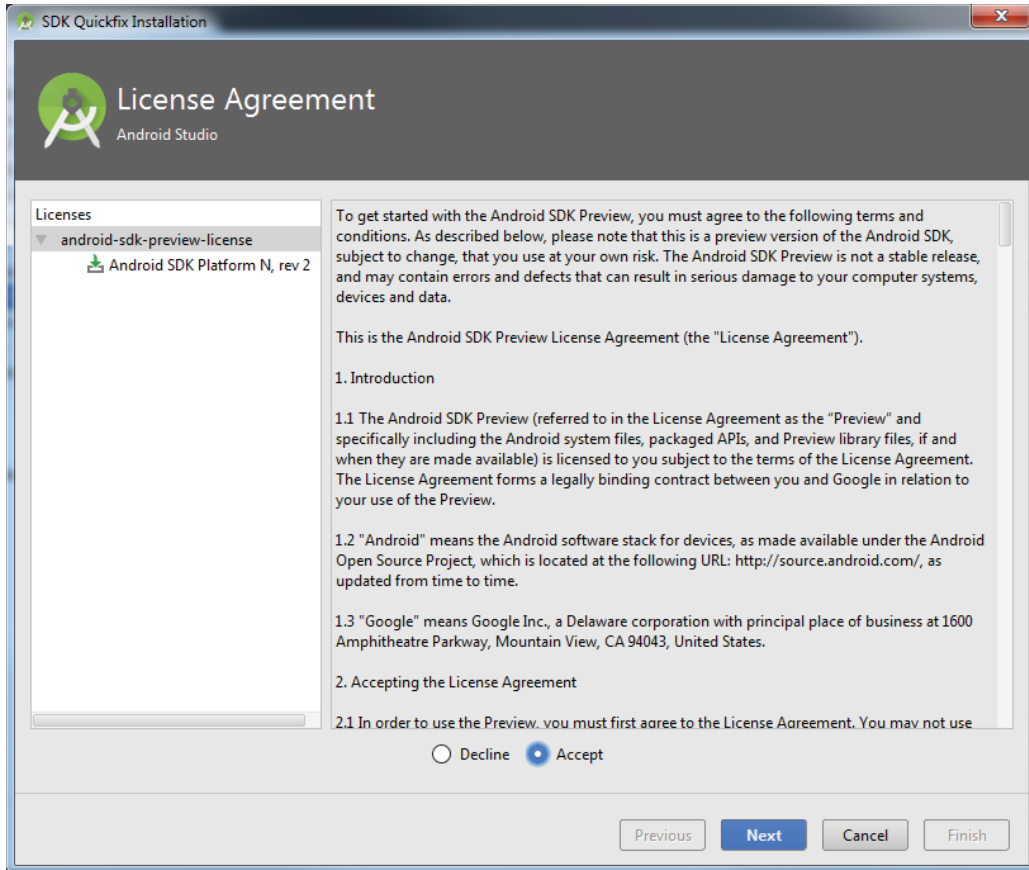 SDK Quickfix Installation
License Agreement
Android Studio
Licenses
android-sdk-preview-license
Android SDK Platform N, rev 2
To get started with the Android SDK Preview, you must agree to the following terms and
conditions. As described below, please note that this is a preview version of the Android SDK,
subject to change, that you use at your own risk. The Android SDK Preview is not a stable release,
and may contain errors and defects that can result in serious damage to your computer systems,
devices and data.
This is the Android SDK Preview License Agreement (the "License Agreement").
1. Introduction
1.1 The Android SDK Preview (referred to in the License Agreement as the “Preview” and
specifically including the Android system files, packaged APIs, and Preview library files, if and
when they are made available) is licensed to you subject to the terms of the License Agreement.
The License Agreement forms a legally binding contract between you and Google in relation to
your use of the Preview.
1.2 "Android" means the Android software stack for devices, as made available under the Android
Open Source Project, which is located at the following URL: http://source.android.com/, as
updated from time to time.
1.3 "Google" means Google Inc., a Delaware corporation with principal place of business at 1600
Amphitheatre Parkway, Mountain View, CA 94043, United States.
2. Accepting the License Agreement
2.1 In order to use the Preview, you must first agree to the License Agreement. You may not use
Decline Accept
Previous Next Cancel Finish